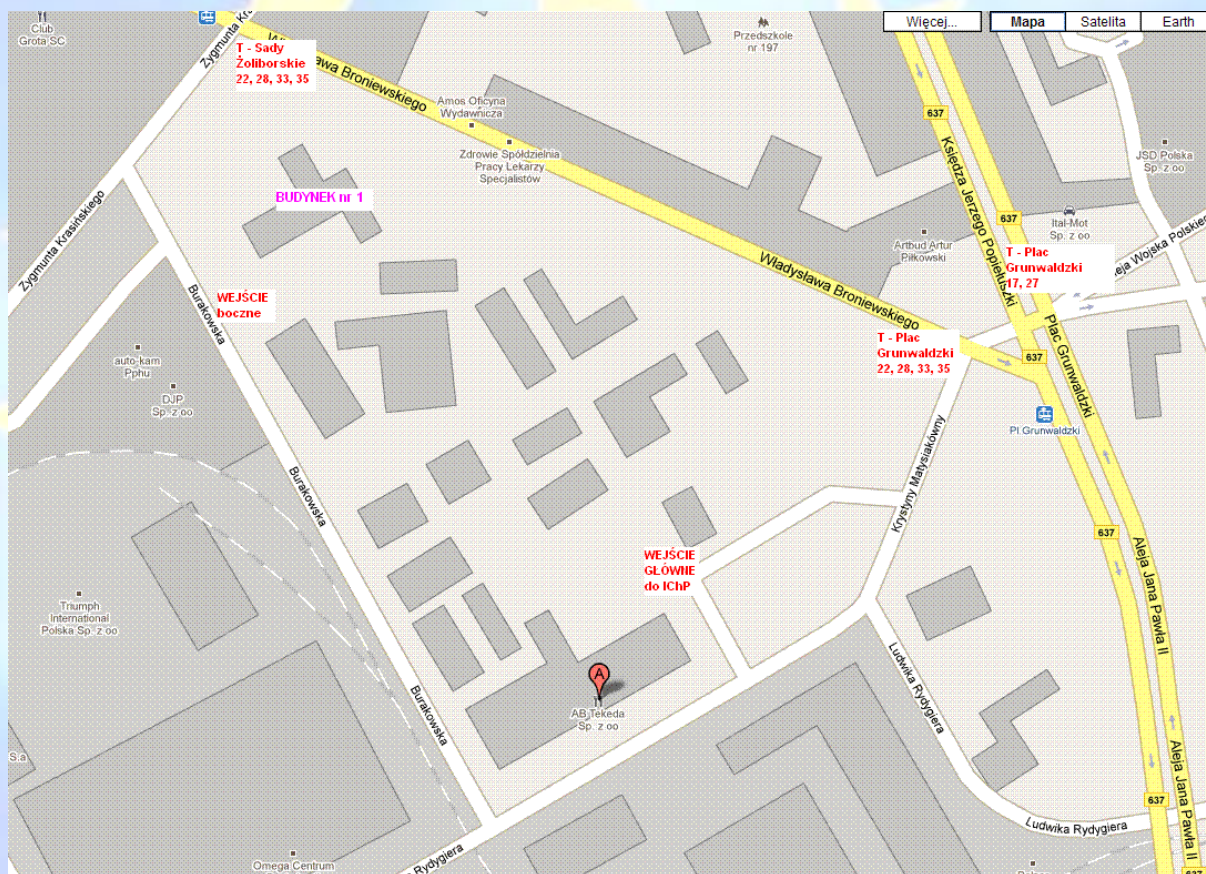 Club
Grota SC
Zygmunta Kra
T - Sady
Żoliborskie
22, 28, 33, 35
Władysława Broniewskiego
Przedszkole
nr 197
Więcej...
Mapa
Satelita
Earth
Amos Oficyna
Wydawnicza
Zdrowie Spółdzielnia
Pracy Lekarzy
Specjalistów
637
Księdza Jerzego Popiełuszki
JSD Polska
Sp. z oo
BUDYNEK nr 1
Zygmunta Krasińskiego
637
Ital-Mot
Sp. z oo
Artbud Artur
Piłkowski
Aleja Wojska Polskiego
T - Plac
Grunwaldzki
17, 27
Władysława Broniewskiego
WEJŚCIE
boczne
Burakowska
T - Plac
Grunwaldzki
22, 28, 33, 35
637
Plac Grunwaldzki
auto-kam
Pphu
DJP
Sp. z oo
Pl.Grunwaldzki
Krystyny Matysiakówny
Burakowska
637
Aleja Jana Pawła II
WEJŚCIE
GŁÓWNE
do IChP
Triumph
International
Polska Sp. z oo
Ludwika Rydygiera
Burakowska
A
AB Tekeda
Sp. z oo
S.a
Aleja Jana Pawła II
637
Ludwika Rydygiera
Omega Centrum
Rydygiera
637